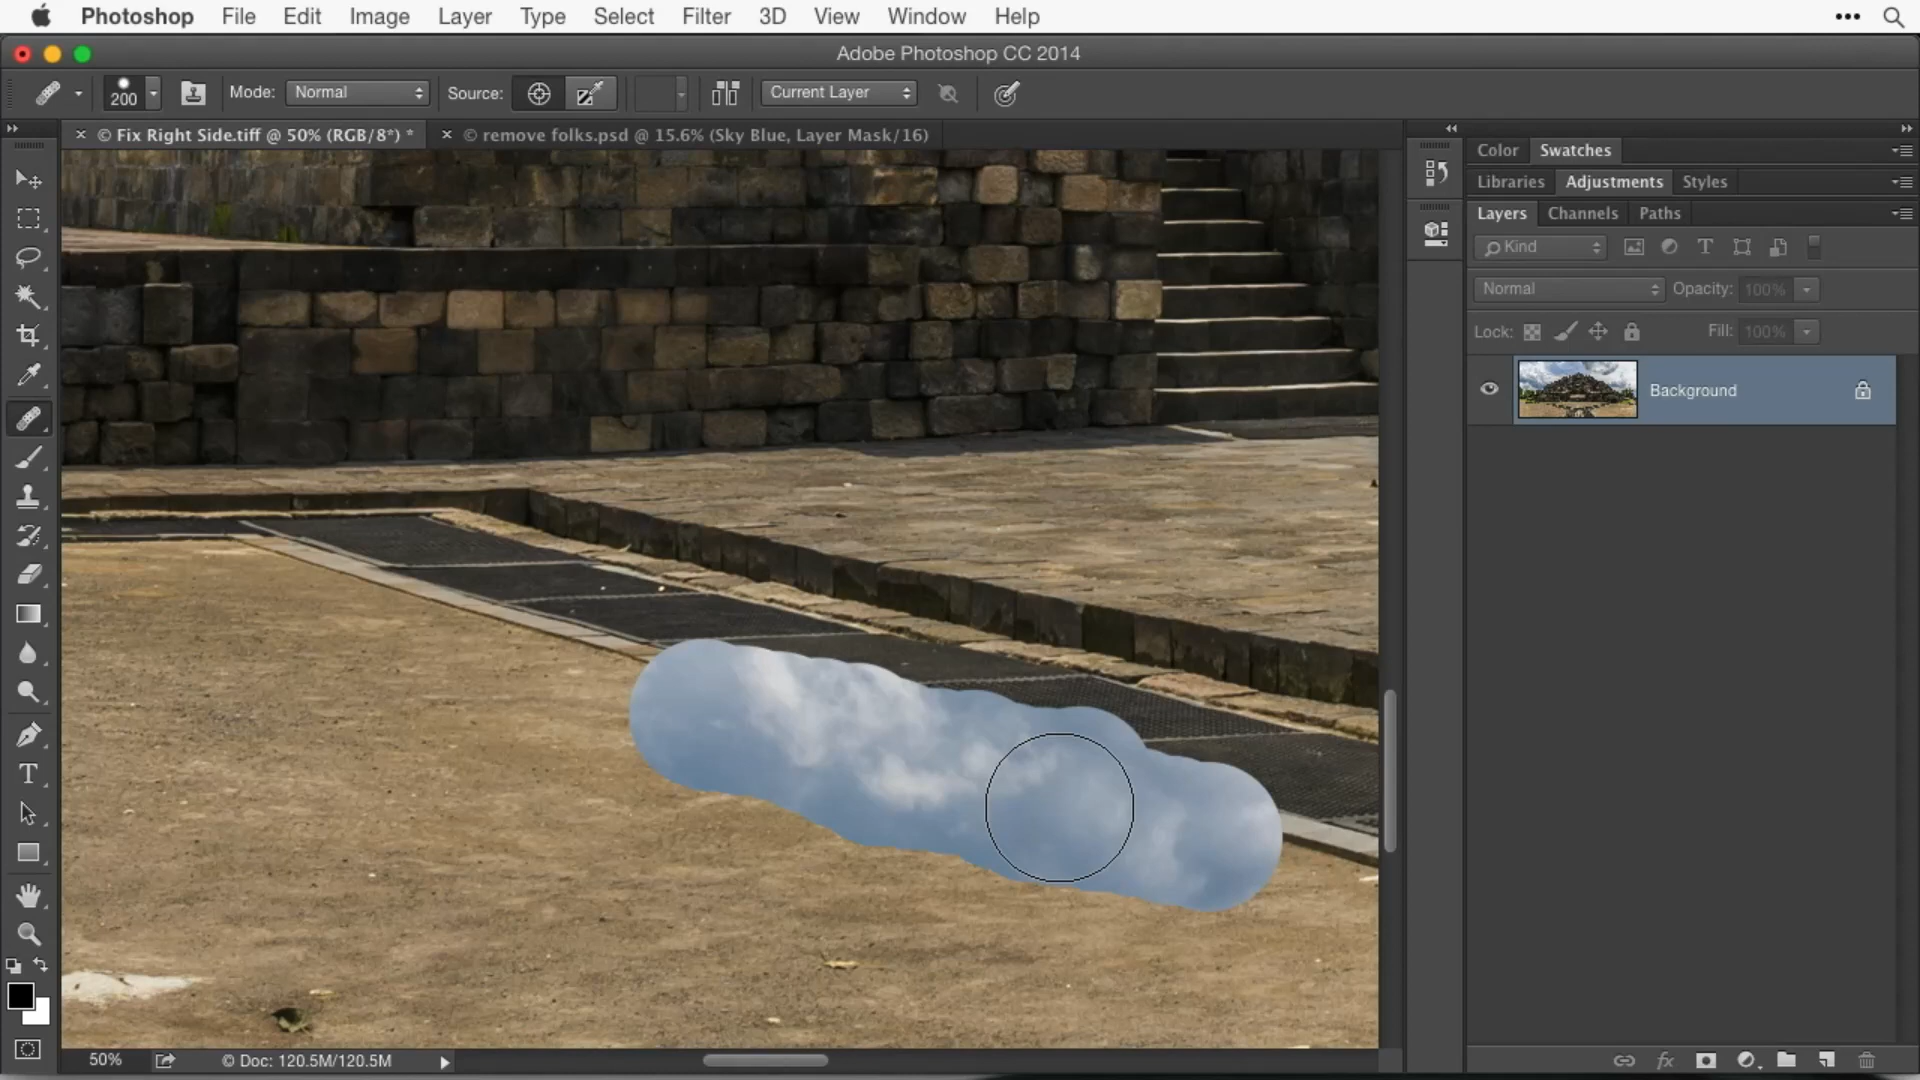 Photoshop File Edit Image Layer Type Select Filter 3D View Window Help
Adobe Photoshop CC 2014
200 Mode: Normal Source: Current Layer
× © Fix Right Side.tiff @ 50% (RGB/8*) * × © remove folks.psd @ 15.6% (Sky Blue, Layer Mask/16)
Color Swatches
Libraries Adjustments Styles
Layers Channels Paths
Kind
Normal Opacity: 100%
Lock: Fill: 100%
Background
50% © Doc: 120.5M/120.5M